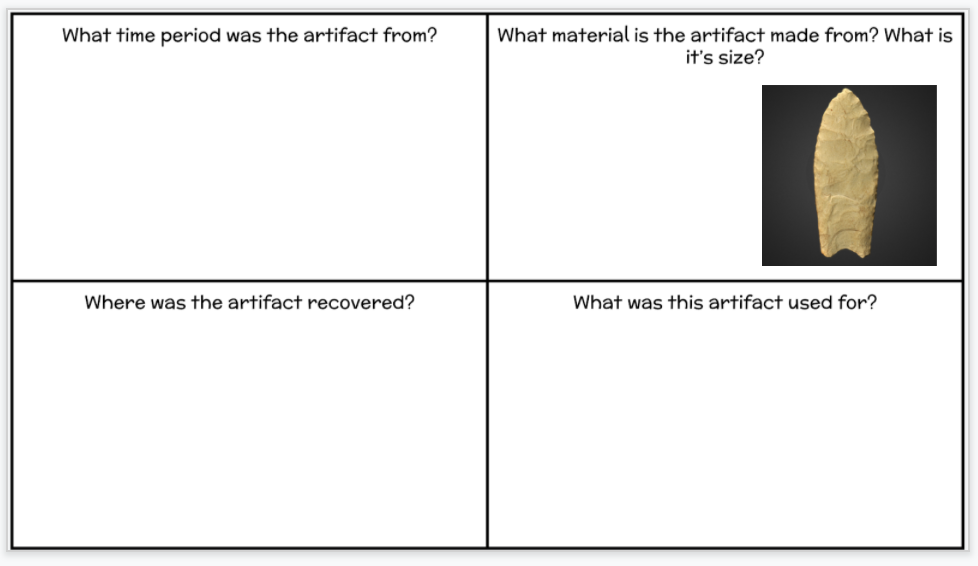 What time period was the artifact from?
What material is the artifact made from? What is
it's size?
Where was the artifact recovered?
What was this artifact used for?